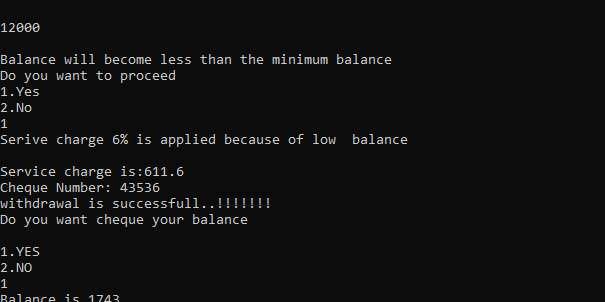 12000
Balance will become less than the minimum balance
Do you want to proceed
1.Yes
2.No
1
Serive charge 6% is applied because of low  balance
Service charge is:611.6
Cheque Number: 43536
withdrawal is successfull..!!!!!!!
Do you want cheque your balance
1.YES
2.NO
1
Balance is 1743